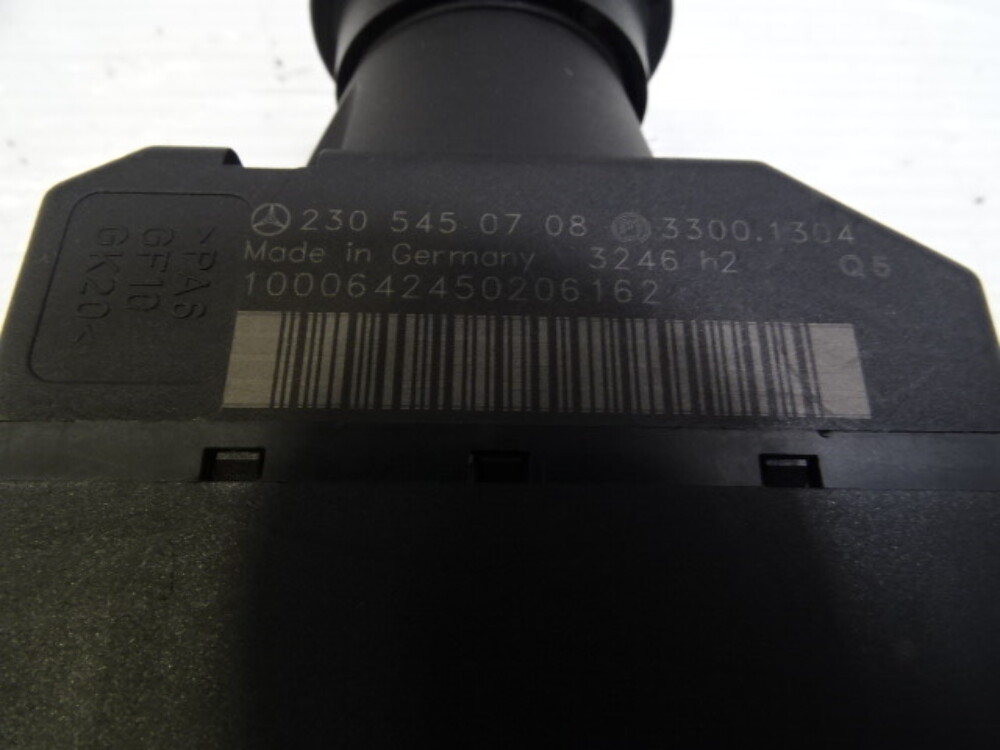 230 545 07 08 3300.1304
Made in Germany 3246 h2 Q5
1000642450206162
>PA6
GF10
GK20<